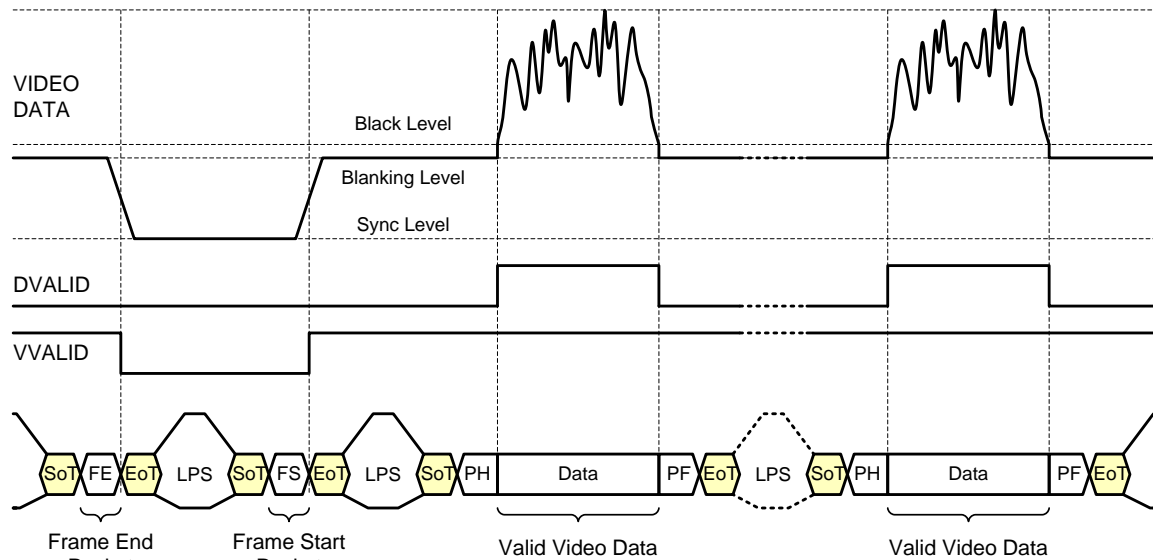 VIDEO
DATA
Black Level
Blanking Level
Sync Level
DVALID
VVALID
SoT FE EoT LPS SoT FS EoT LPS SoT PH Data PF EoT LPS SoT PH Data PF EoT
Frame End Frame Start Valid Video Data Valid Video Data